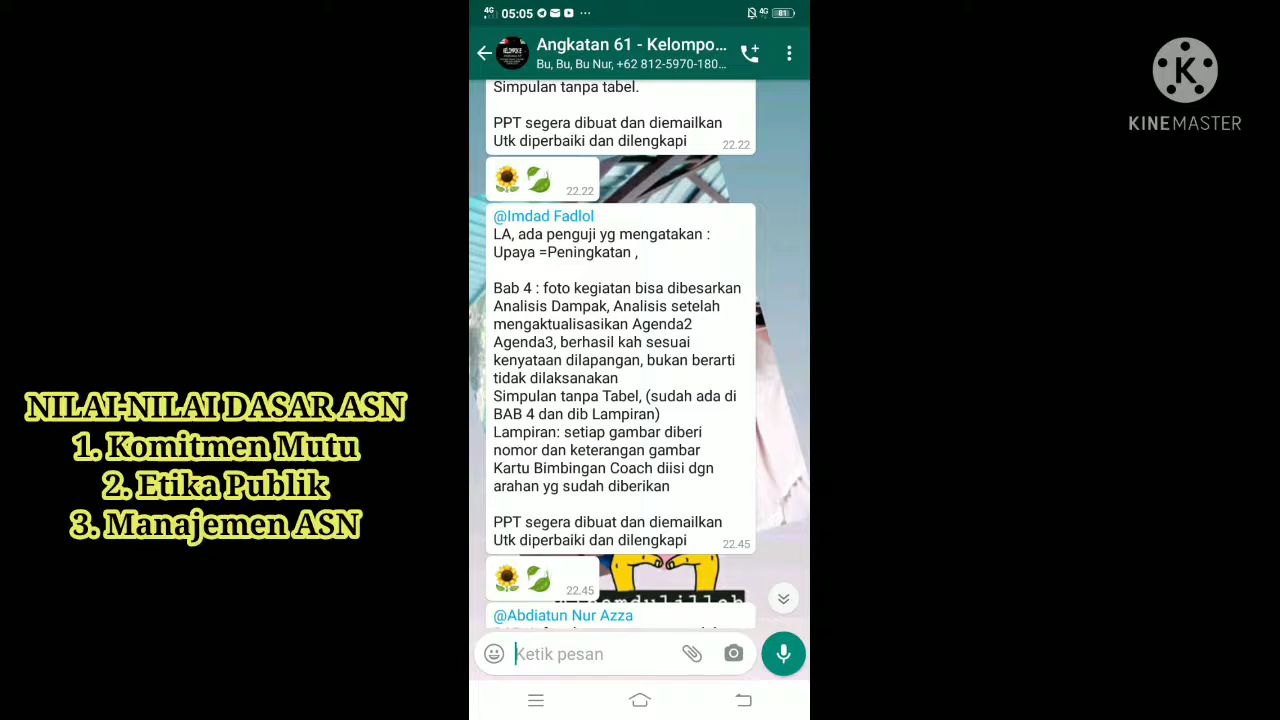 4G 05:05 ... 4G 81
Angkatan 61 - Kelompo...
Bu, Bu, Bu Nur, +62 812-5970-180...
Simpulan tanpa tabel.
PPT segera dibuat dan diemailkan
Utk diperbaiki dan dilengkapi 22.22
🌻 🍃 22.22
@Imdad Fadlol
LA, ada penguji yg mengatakan :
Upaya =Peningkatan ,
Bab 4 : foto kegiatan bisa dibesarkan
Analisis Dampak, Analisis setelah
mengaktualisasikan Agenda2
Agenda3, berhasil kah sesuai
kenyataan dilapangan, bukan berarti
tidak dilaksanakan
Simpulan tanpa Tabel, (sudah ada di
BAB 4 dan dib Lampiran)
Lampiran: setiap gambar diberi
nomor dan keterangan gambar
Kartu Bimbingan Coach diisi dgn
arahan yg sudah diberikan
PPT segera dibuat dan diemailkan
Utk diperbaiki dan dilengkapi 22.45
🌻 🍃 22.45
@Abdiatun Nur Azza
Ketik pesan
NILAI-NILAI DASAR ASN
1. Komitmen Mutu
2. Etika Publik
3. Manajemen ASN
K
KINEMASTER